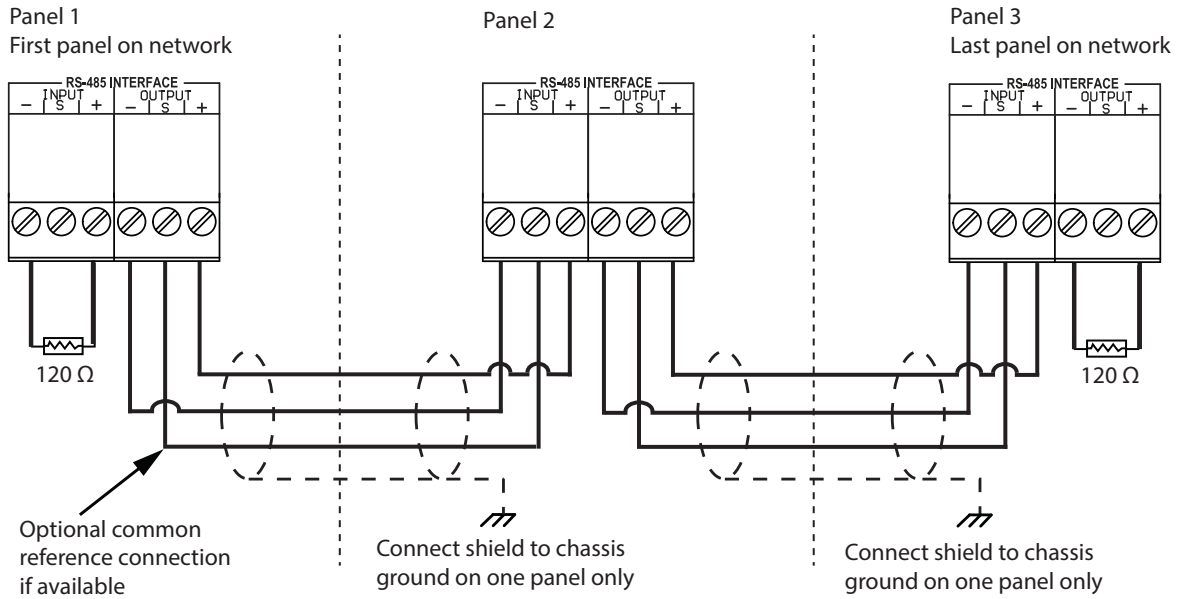 Panel 1
First panel on network
Panel 2
Panel 3
Last panel on network
RS-485 INTERFACE
INPUT OUTPUT
− S + − S +
RS-485 INTERFACE
INPUT OUTPUT
− S + − S +
RS-485 INTERFACE
INPUT OUTPUT
− S + − S +
120 Ω
120 Ω
Optional common
reference connection
if available
Connect shield to chassis
ground on one panel only
Connect shield to chassis
ground on one panel only